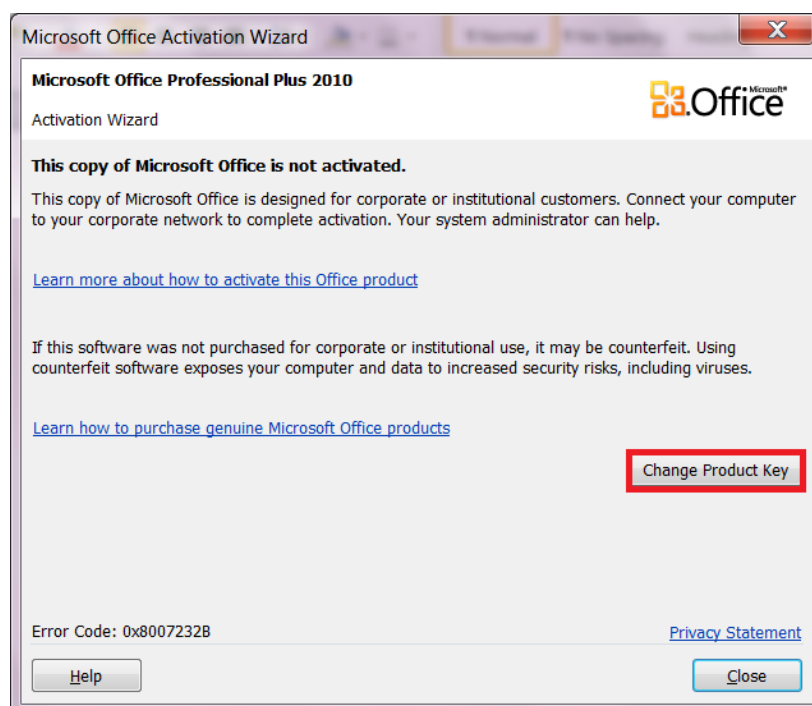 Microsoft Office Activation Wizard
Microsoft Office Professional Plus 2010
Microsoft®
Office
Activation Wizard
This copy of Microsoft Office is not activated.
This copy of Microsoft Office is designed for corporate or institutional customers. Connect your computer
to your corporate network to complete activation. Your system administrator can help.
Learn more about how to activate this Office product
If this software was not purchased for corporate or institutional use, it may be counterfeit. Using
counterfeit software exposes your computer and data to increased security risks, including viruses.
Learn how to purchase genuine Microsoft Office products
Change Product Key
Error Code: 0x8007232B
Privacy Statement
Help
Close